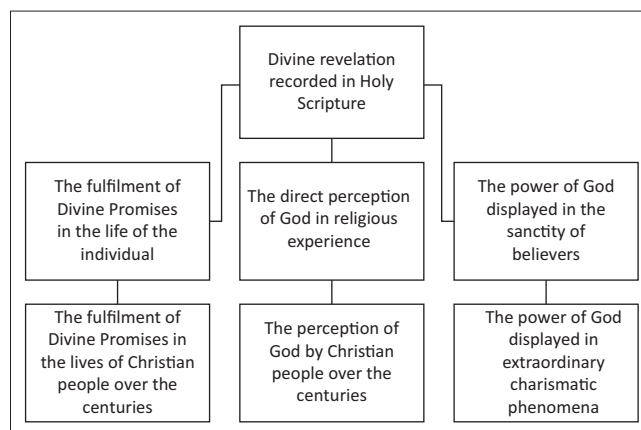 Divine revelation
recorded in Holy
Scripture
The fulfilment of
Divine Promises
in the life of the
individual
The direct perception
of God in religious
experience
The power of God
displayed in the
sanctity of
believers
The fulfilment of
Divine Promises in
the lives of Christian
people over the
centuries
The perception of
God by Christian
people over the
centuries
The power of God
displayed in
extraordinary
charismatic
phenomena